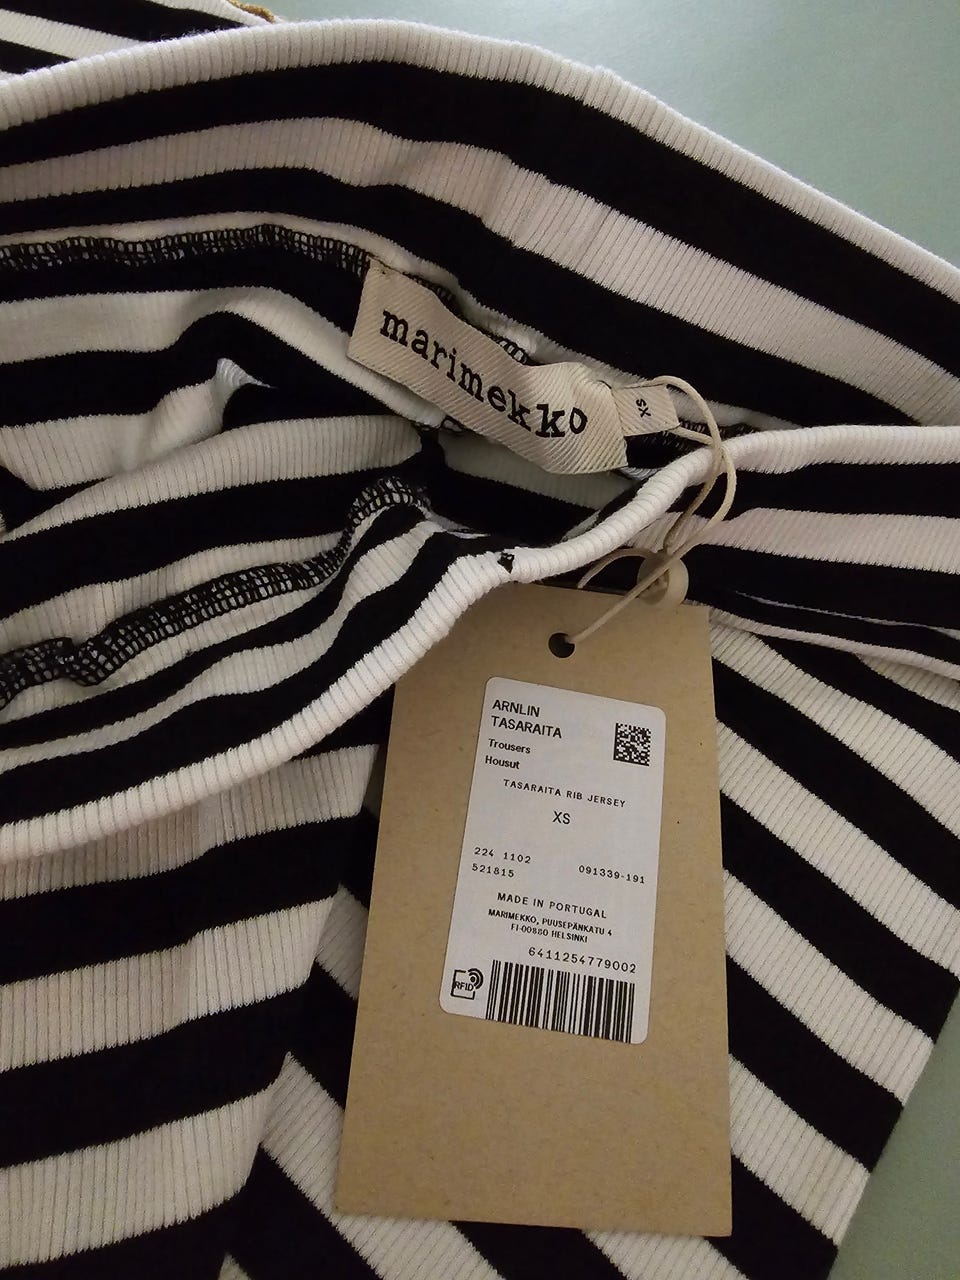 marimekko
XS
ARNLIN
TASARAITA
Trousers
Housut
TASARAITA RIB JERSEY
XS
224 1102
521815
091339-191
MADE IN PORTUGAL
MARIMEKKO, PUUSEPÄNKATU 4
FI-00880 HELSINKI
6411254779002
RFID